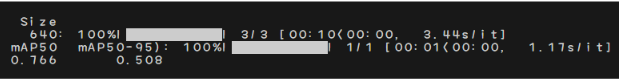 Size
640: 100%| | 3/3 [00:10<00:00, 3.44s/it]
mAP50 mAP50-95): 100%| | 1/1 [00:01<00:00, 1.17s/it]
0.766 0.508